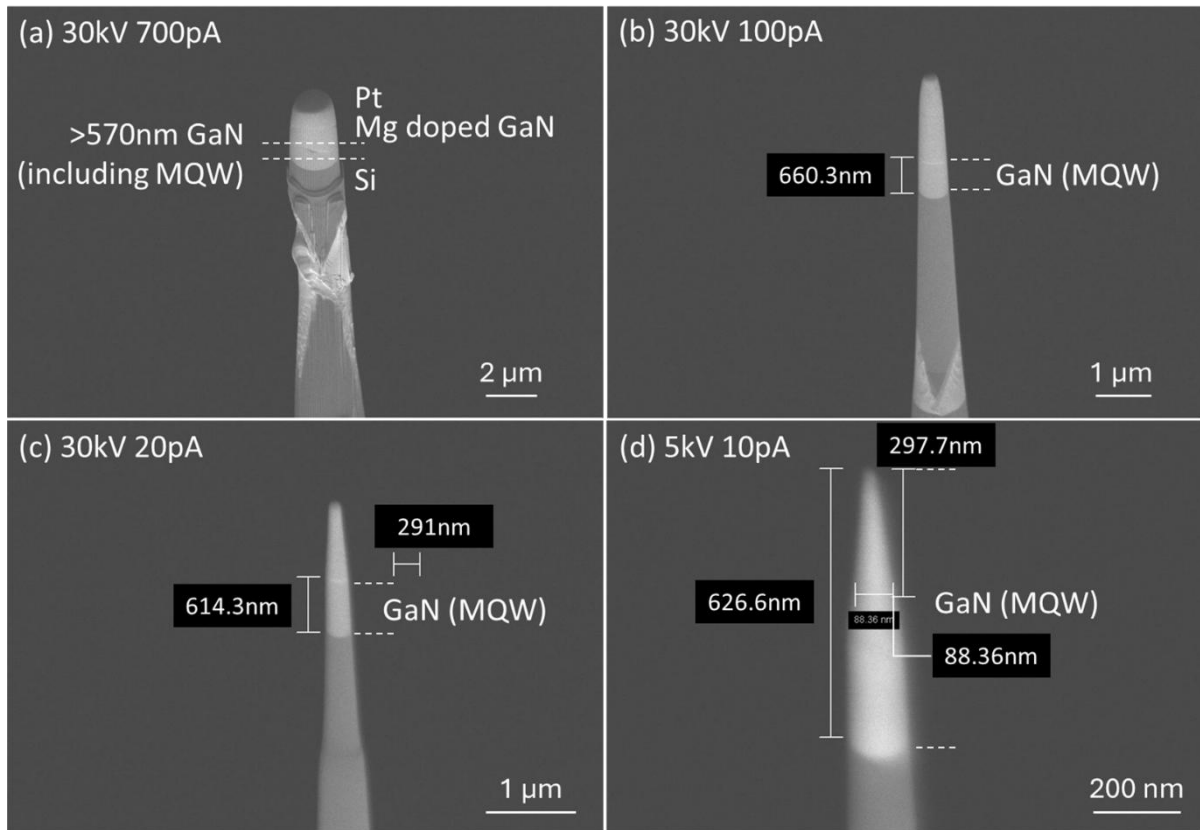 (a) 30kV 700pA
Pt
Mg doped GaN
>570nm GaN
(including MQW)
Si
2 µm
(b) 30kV 100pA
660.3nm
GaN (MQW)
1 µm
(c) 30kV 20pA
291nm
614.3nm
GaN (MQW)
1 µm
(d) 5kV 10pA
297.7nm
626.6nm
GaN (MQW)
88.36 nm
88.36nm
200 nm